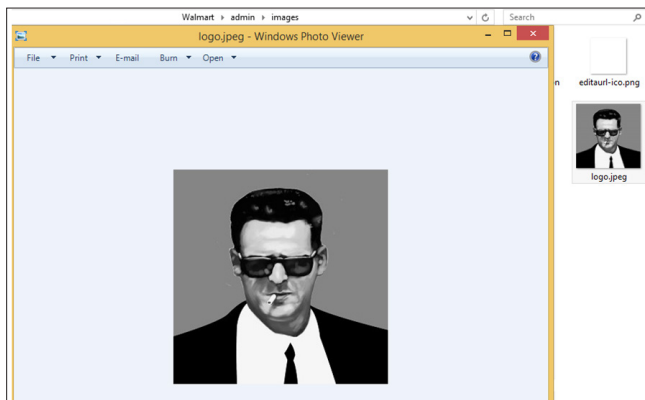 Walmart admin images
Search
logo.jpeg - Windows Photo Viewer
File Print E-mail Burn Open
n
editaurl-ico.png
logo.jpeg